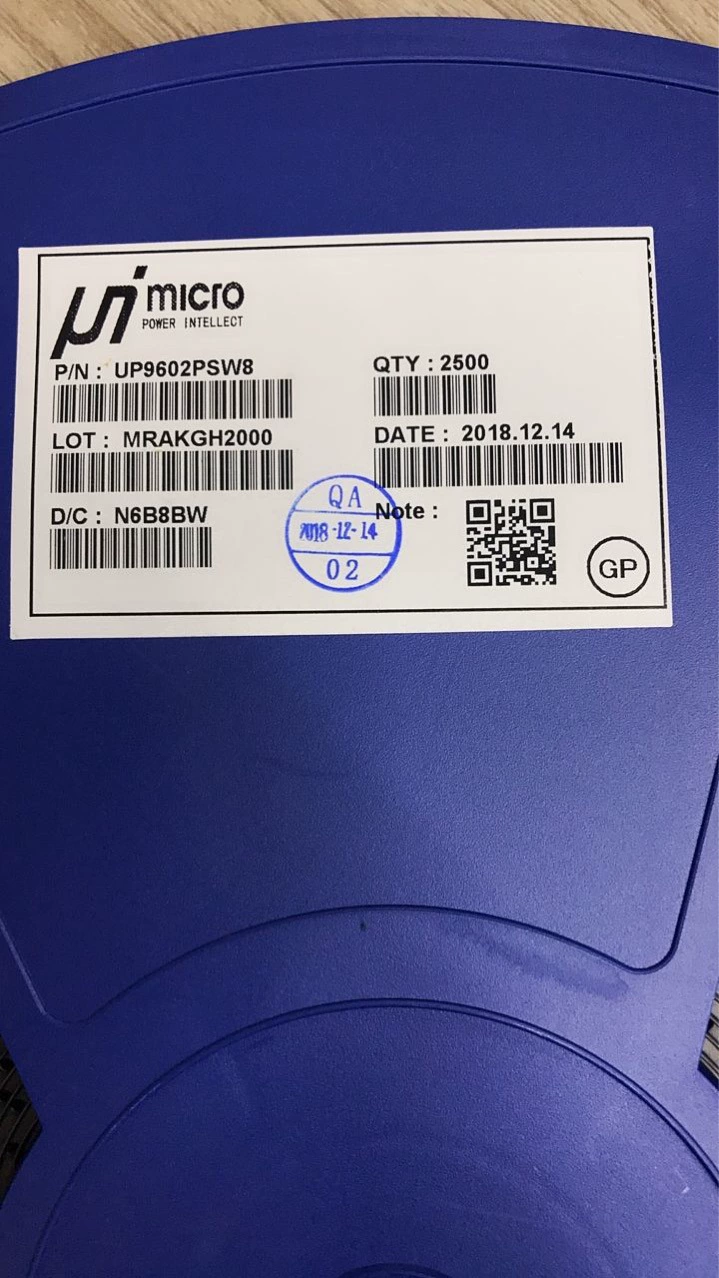 micro
POWER INTELLECT
P/N : UP9602PSW8
QTY : 2500
LOT : MRAKGH2000
DATE : 2018.12.14
D/C : N6B8BW
QA
2018-12-14
02
Note :
GP